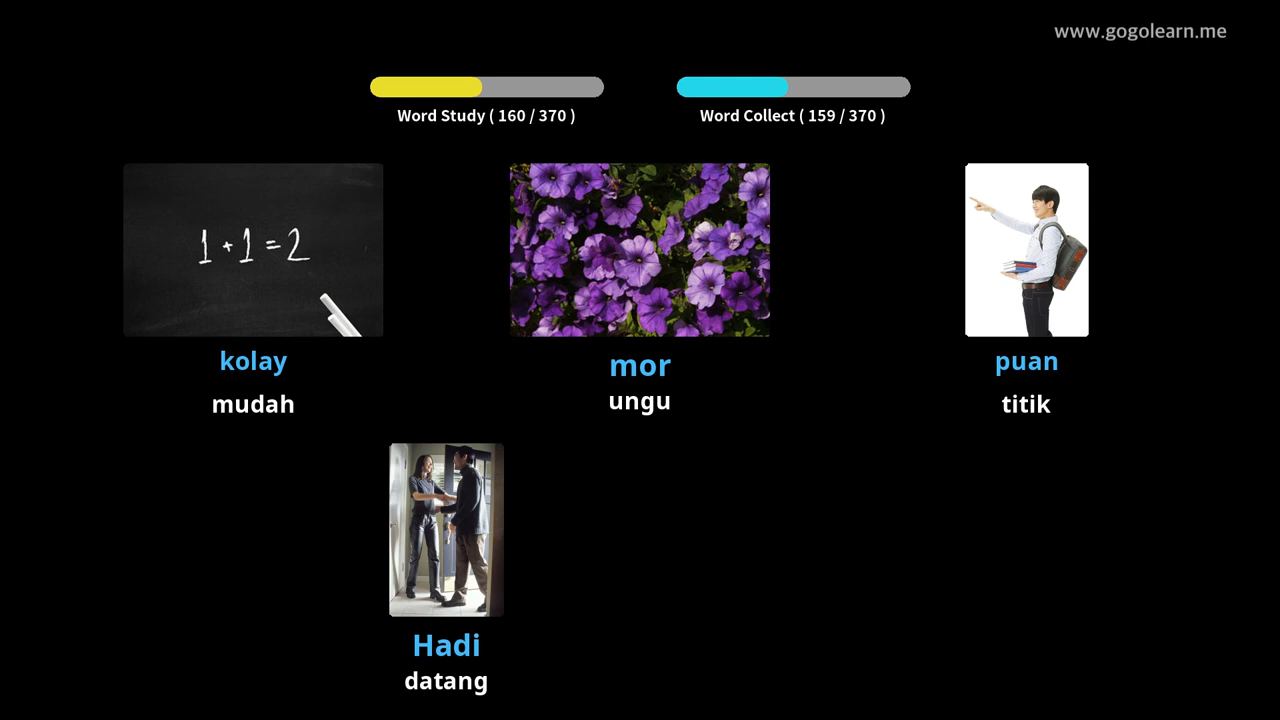 www.gogolearn.me
Word Study ( 160 / 370 )
Word Collect ( 159 / 370 )
1 + 1 = 2
kolay
mudah
mor
ungu
puan
titik
Hadi
datang